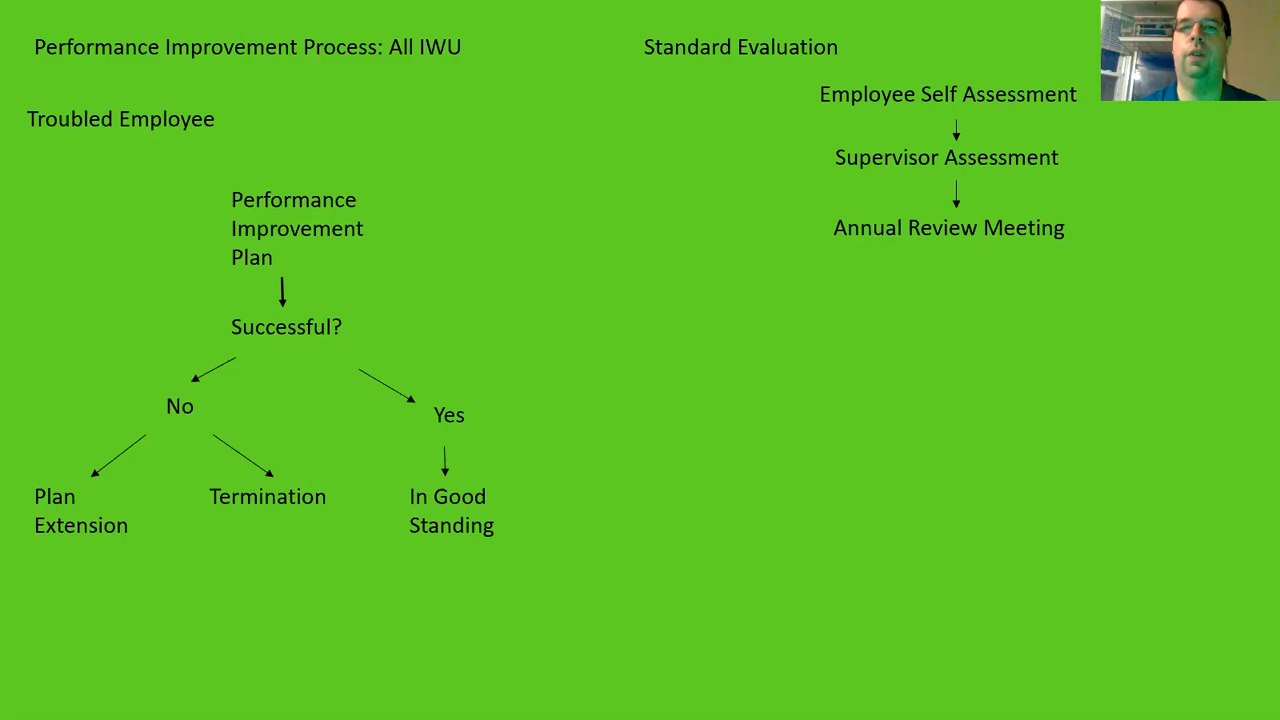 Performance Improvement Process: All IWU
Troubled Employee
Performance
Improvement
Plan
Successful?
No
Yes
Plan
Extension
Termination
In Good
Standing
Standard Evaluation
Employee Self Assessment
Supervisor Assessment
Annual Review Meeting